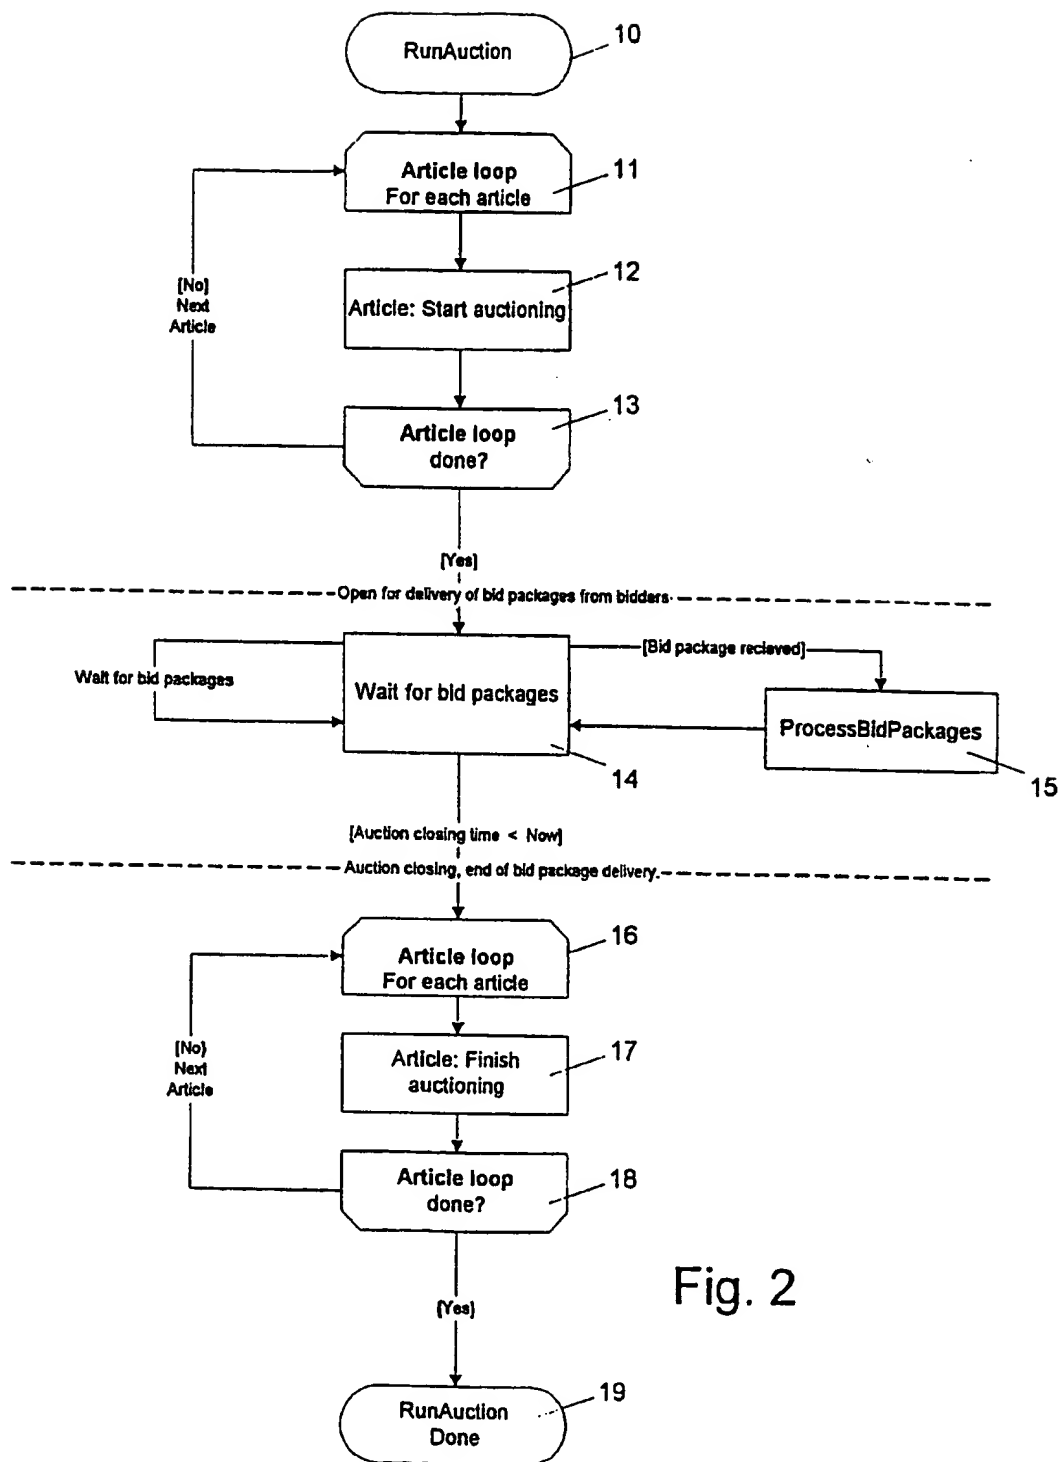 RunAuction
10
Article loop
For each article
11
12
Article: Start auctioning
[No]
Next
Article
13
Article loop
done?
[Yes]
Open for delivery of bid packages from bidders
[Bid package recieved]
Wait for bid packages
Wait for bid packages
ProcessBidPackages
14
15
[Auction closing time < Now]
Auction closing, end of bid package delivery.
16
Article loop
For each article
17
Article: Finish
auctioning
[No]
Next
Article
Article loop
done?
18
Fig. 2
[Yes]
19
RunAuction
Done